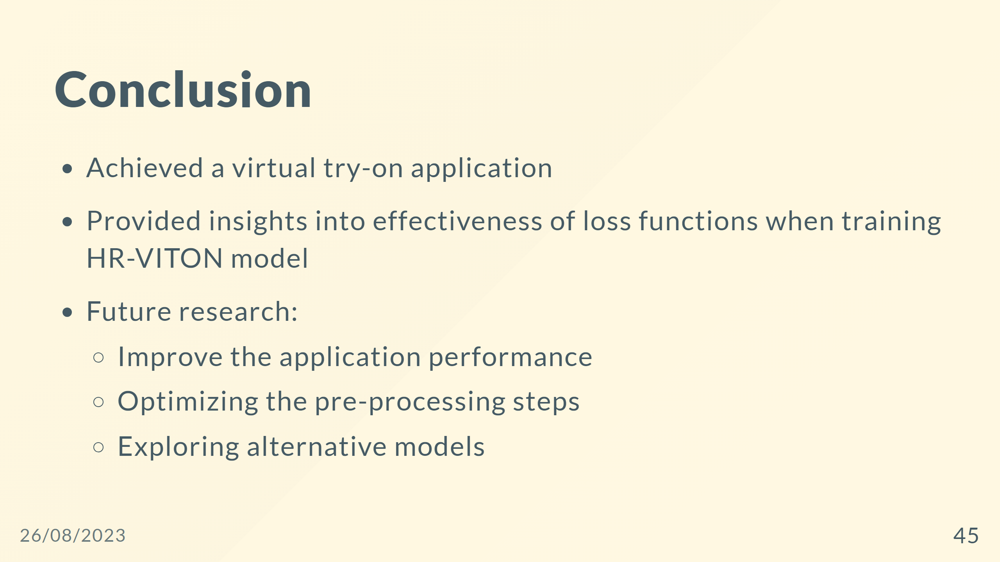 Conclusion
• Achieved a virtual try-on application
• Provided insights into effectiveness of loss functions when training
HR-VITON model
• Future research:
○ Improve the application performance
○ Optimizing the pre-processing steps
○ Exploring alternative models
26/08/2023
45